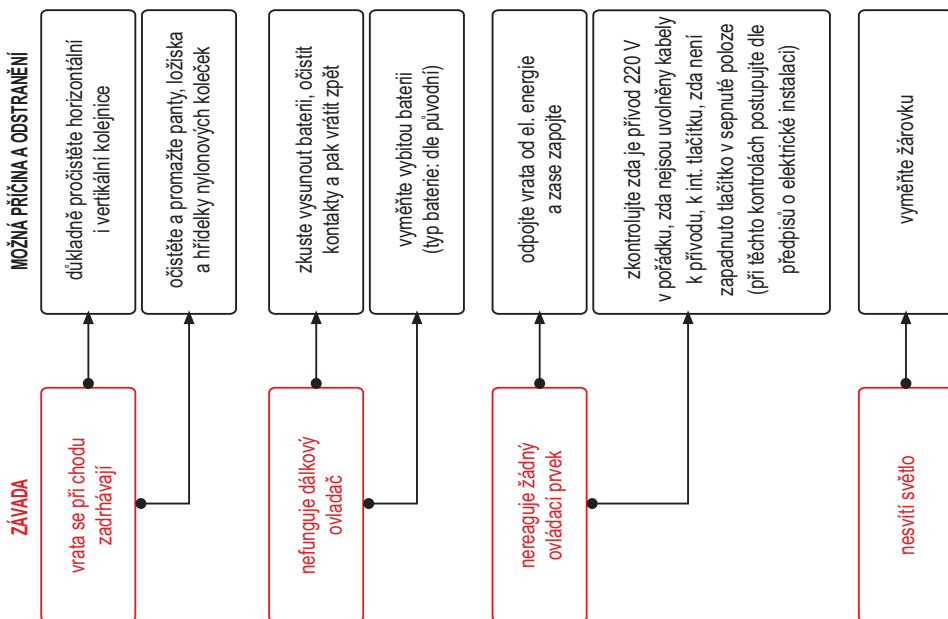 ZÁVADA
MOŽNÁ PŘÍČINA A ODSTRANĚNÍ
vrata se při chodu
zadrhávají
důkladně pročistěte horizontální
i vertikální kolejnice
očistěte a promažte panty, ložiska
a hřídelky nylonových koleček
nefunguje dálkový
ovladač
zkuste vysunout baterii, očistit
kontakty a pak vrátit zpět
vyměňte vybitou baterii
(typ baterie: dle původní)
nereaguje žádný
ovládací prvek
odpojte vrata od el. energie
a zase zapojte
zkontrolujte zda je přívod 220 V
v pořádku, zda nejsou uvolněny kabely
k přívodu, k int. tlačítku, zda není
zapadnuto tlačítko v sepnuté poloze
(při těchto kontrolách postupujte dle
předpisů o elektrické instalaci)
nesvítí světlo
vyměňte žárovku